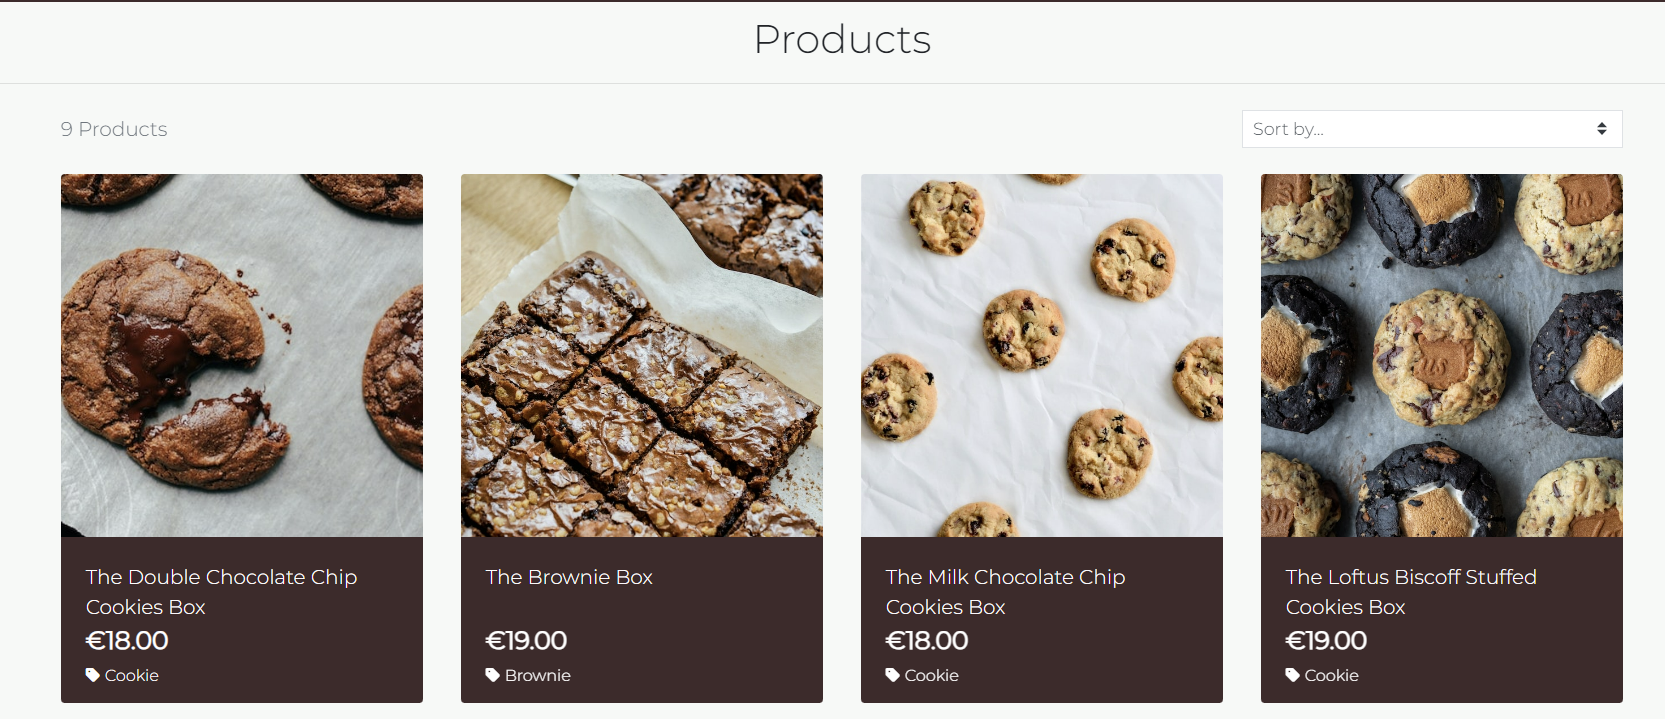 Products
9 Products
Sort by...
The Double Chocolate Chip
Cookies Box
€18.00
Cookie
The Brownie Box
€19.00
Brownie
The Milk Chocolate Chip
Cookies Box
€18.00
Cookie
The Loftus Biscoff Stuffed
Cookies Box
€19.00
Cookie